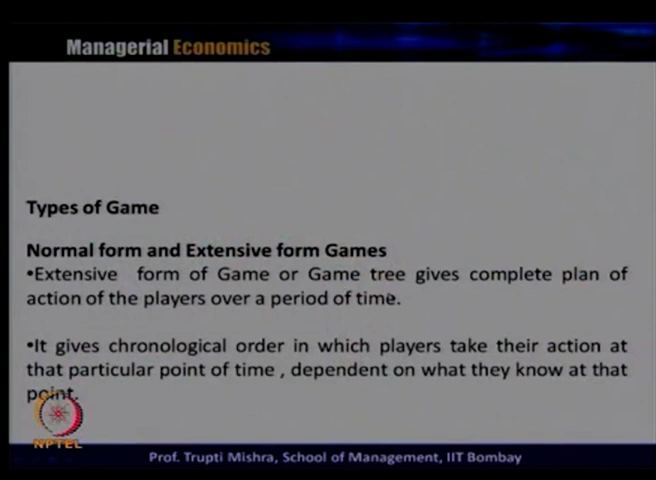 Managerial Economics
Types of Game
Normal form and Extensive form Games
•Extensive form of Game or Game tree gives complete plan of
action of the players over a period of time.
•It gives chronological order in which players take their action at
that particular point of time , dependent on what they know at that
point.
NPTEL
Prof. Trupti Mishra, School of Management, IIT Bombay